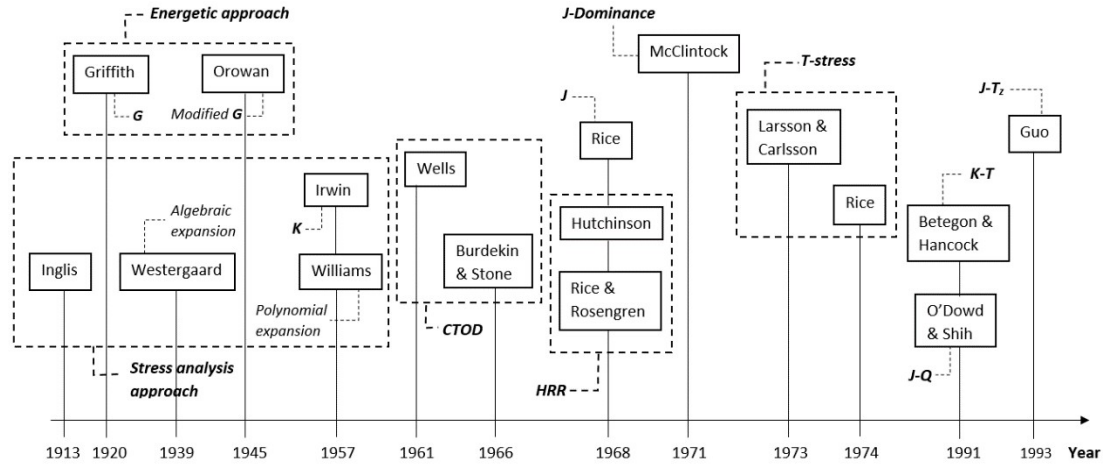 Energetic approach
J-Dominance
McClintock
T-stress
Griffith
Orowan
G
Modified G
J
J-Tz
Larsson &
Carlsson
Guo
Rice
Wells
Irwin
K-T
Algebraic
expansion
K
Rice
Hutchinson
Betegon &
Hancock
Burdekin
& Stone
Inglis
Westergaard
Williams
Rice &
Rosengren
Polynomial
expansion
O'Dowd
& Shih
CTOD
Stress analysis
approach
HRR
J-Q
1913 1920 1939 1945 1957 1961 1966 1968 1971 1973 1974 1991 1993 Year